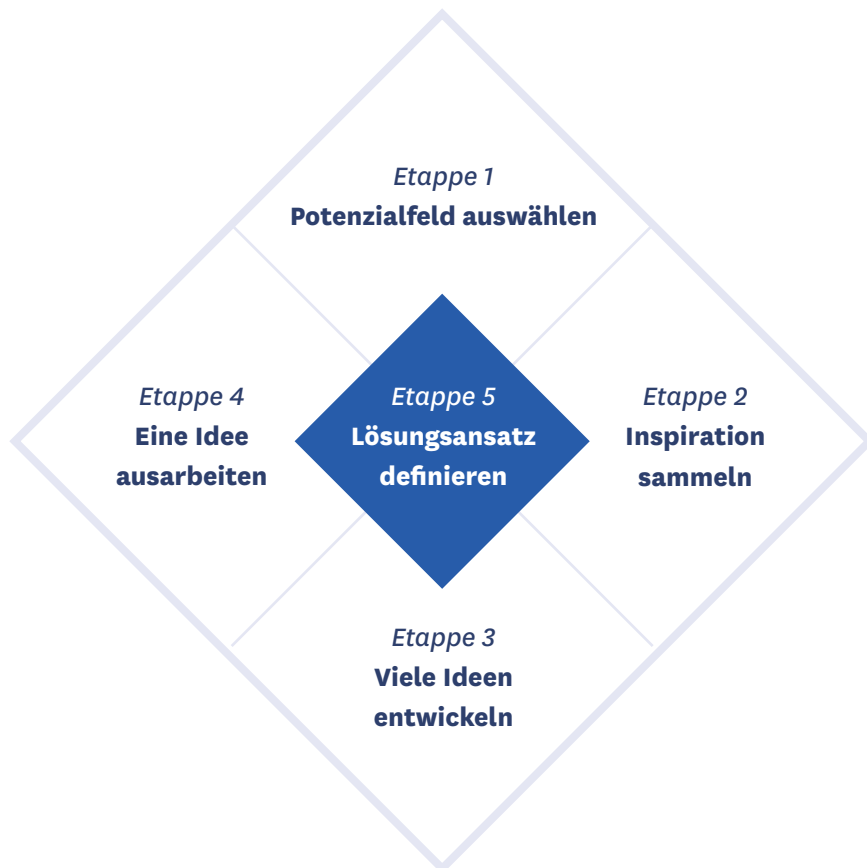 Etappe 1
Potenzialfeld auswählen
Etappe 4
Eine Idee
ausarbeiten
Etappe 5
Lösungsansatz
definieren
Etappe 2
Inspiration
sammeln
Etappe 3
Viele Ideen
entwickeln